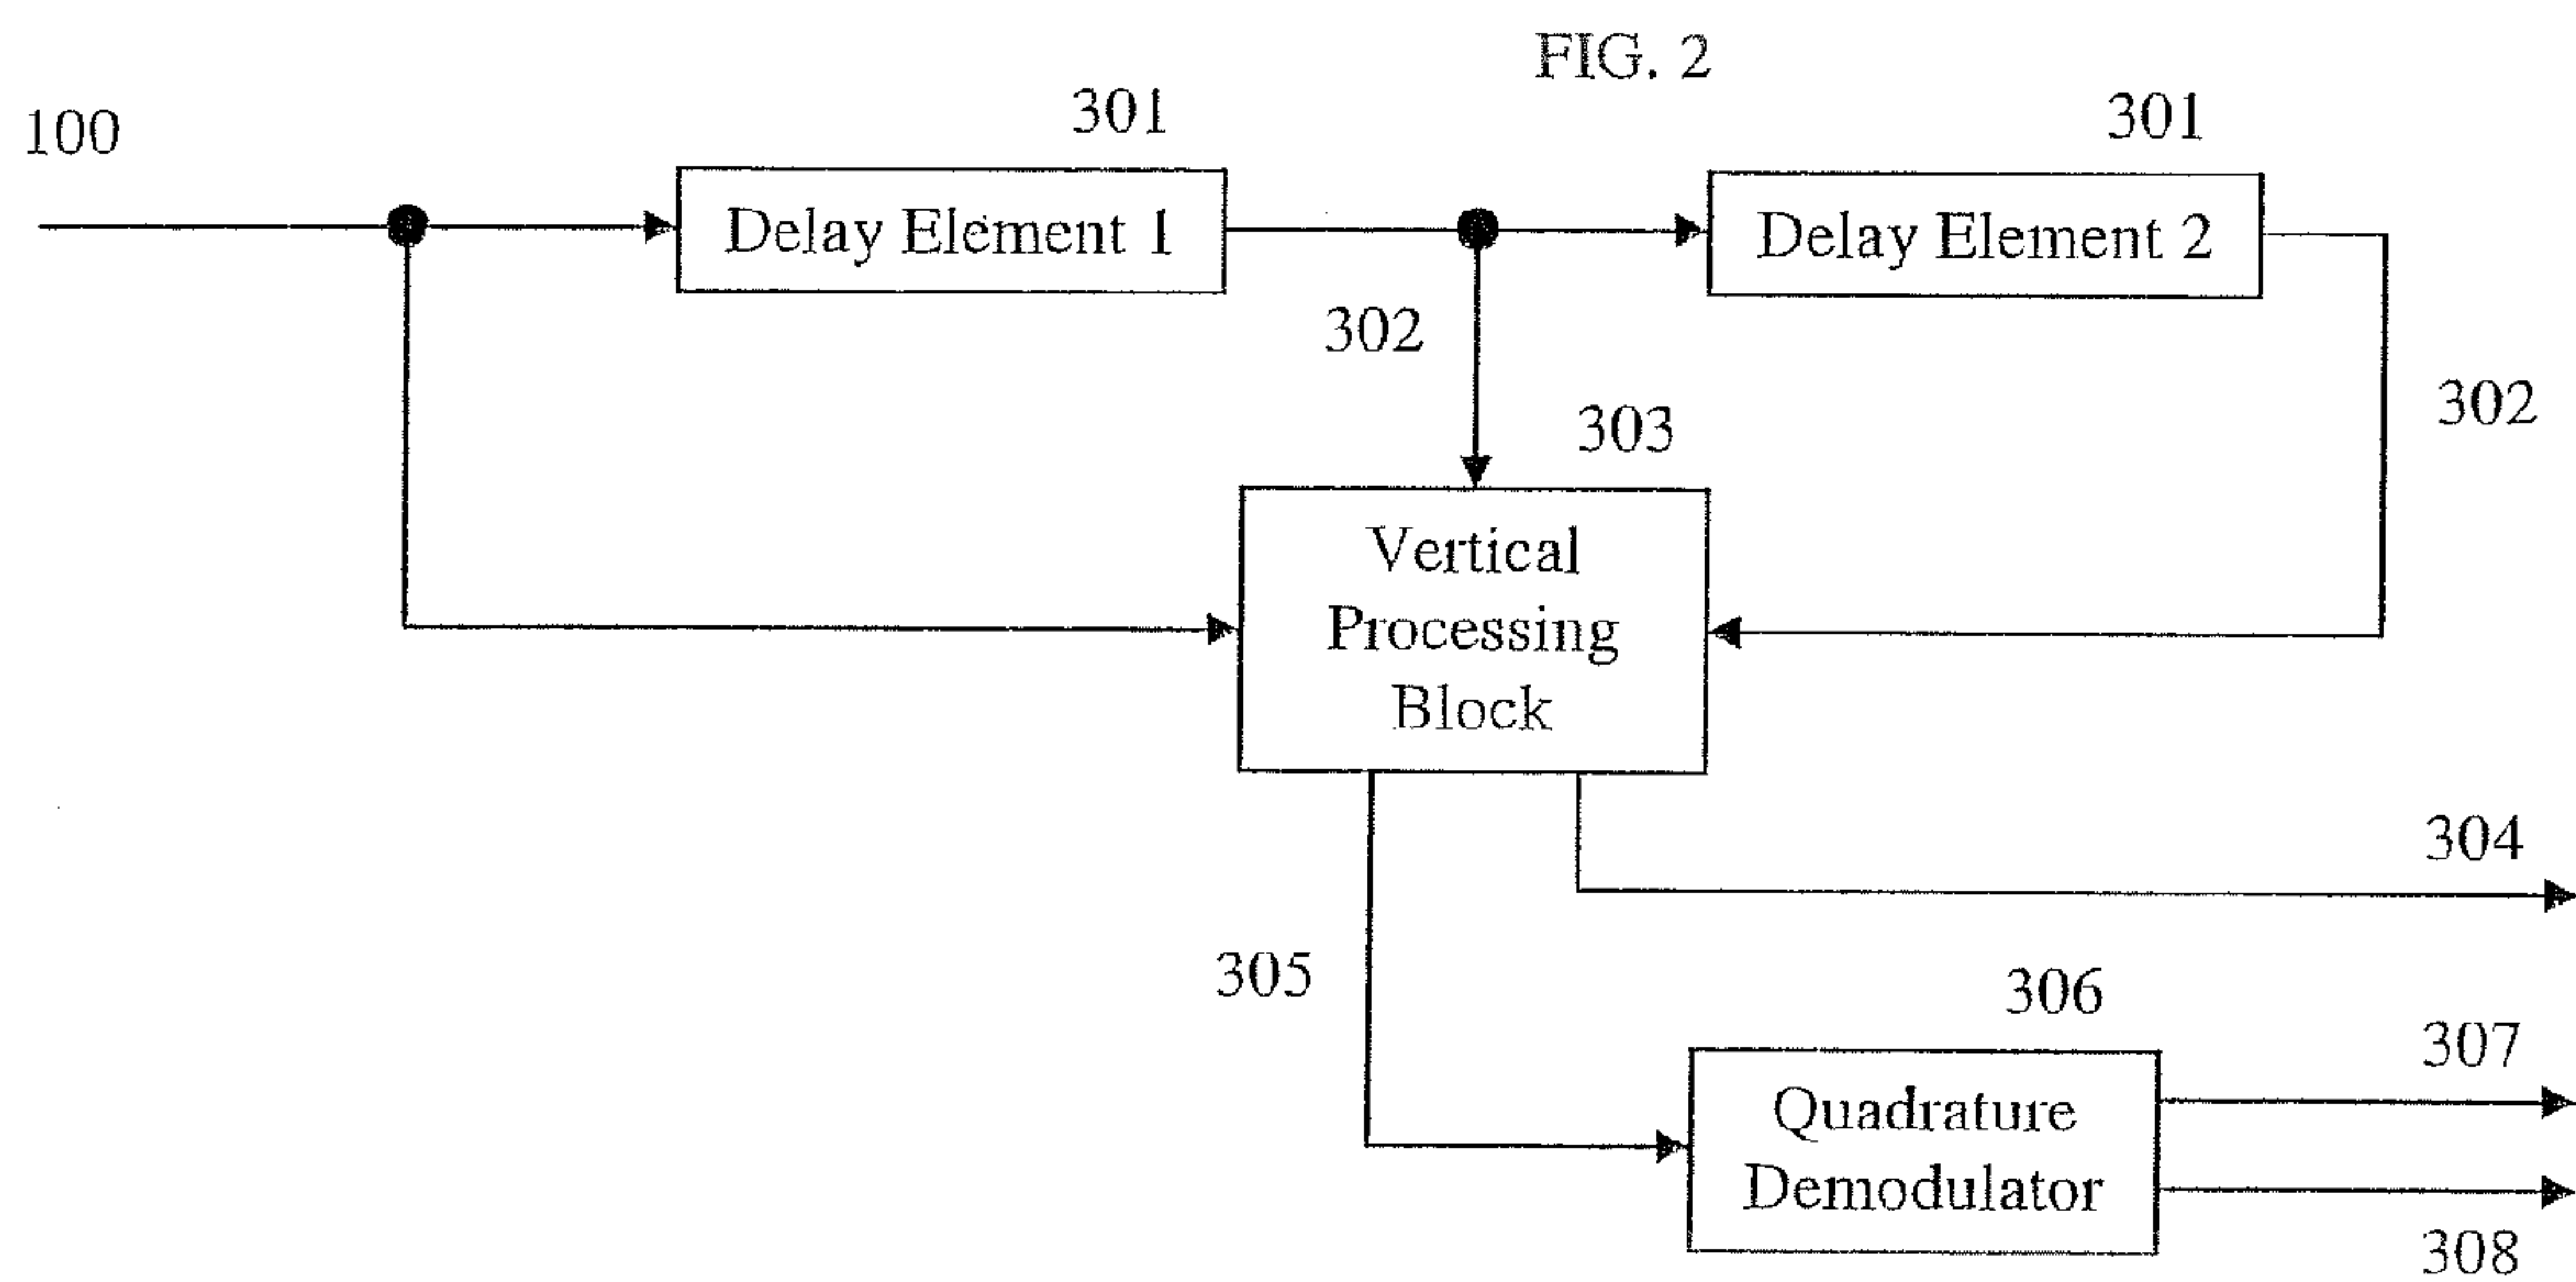 FIG. 2
100
301
301
Delay Element 1
Delay Element 2
302
302
303
Vertical
Processing
Block
304
305
306
307
Quadrature
Demodulator
308